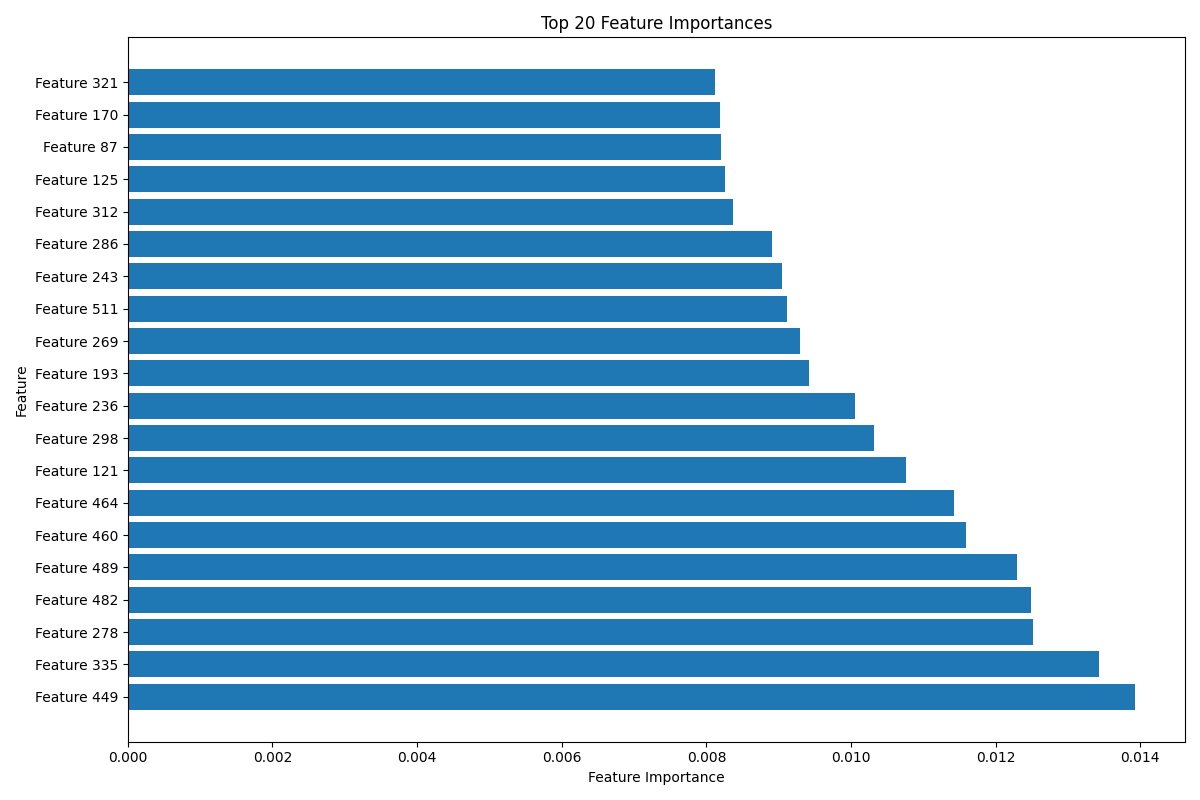 Top 20 Feature Importances
Feature 321
Feature 170
Feature 87
Feature 125
Feature 312
Feature 286
Feature 243
Feature 511
Feature 269
Feature 193
Feature 236
Feature 298
Feature 121
Feature 464
Feature 460
Feature 489
Feature 482
Feature 278
Feature 335
Feature 449
Feature
0.000 0.002 0.004 0.006 0.008 0.010 0.012 0.014
Feature Importance